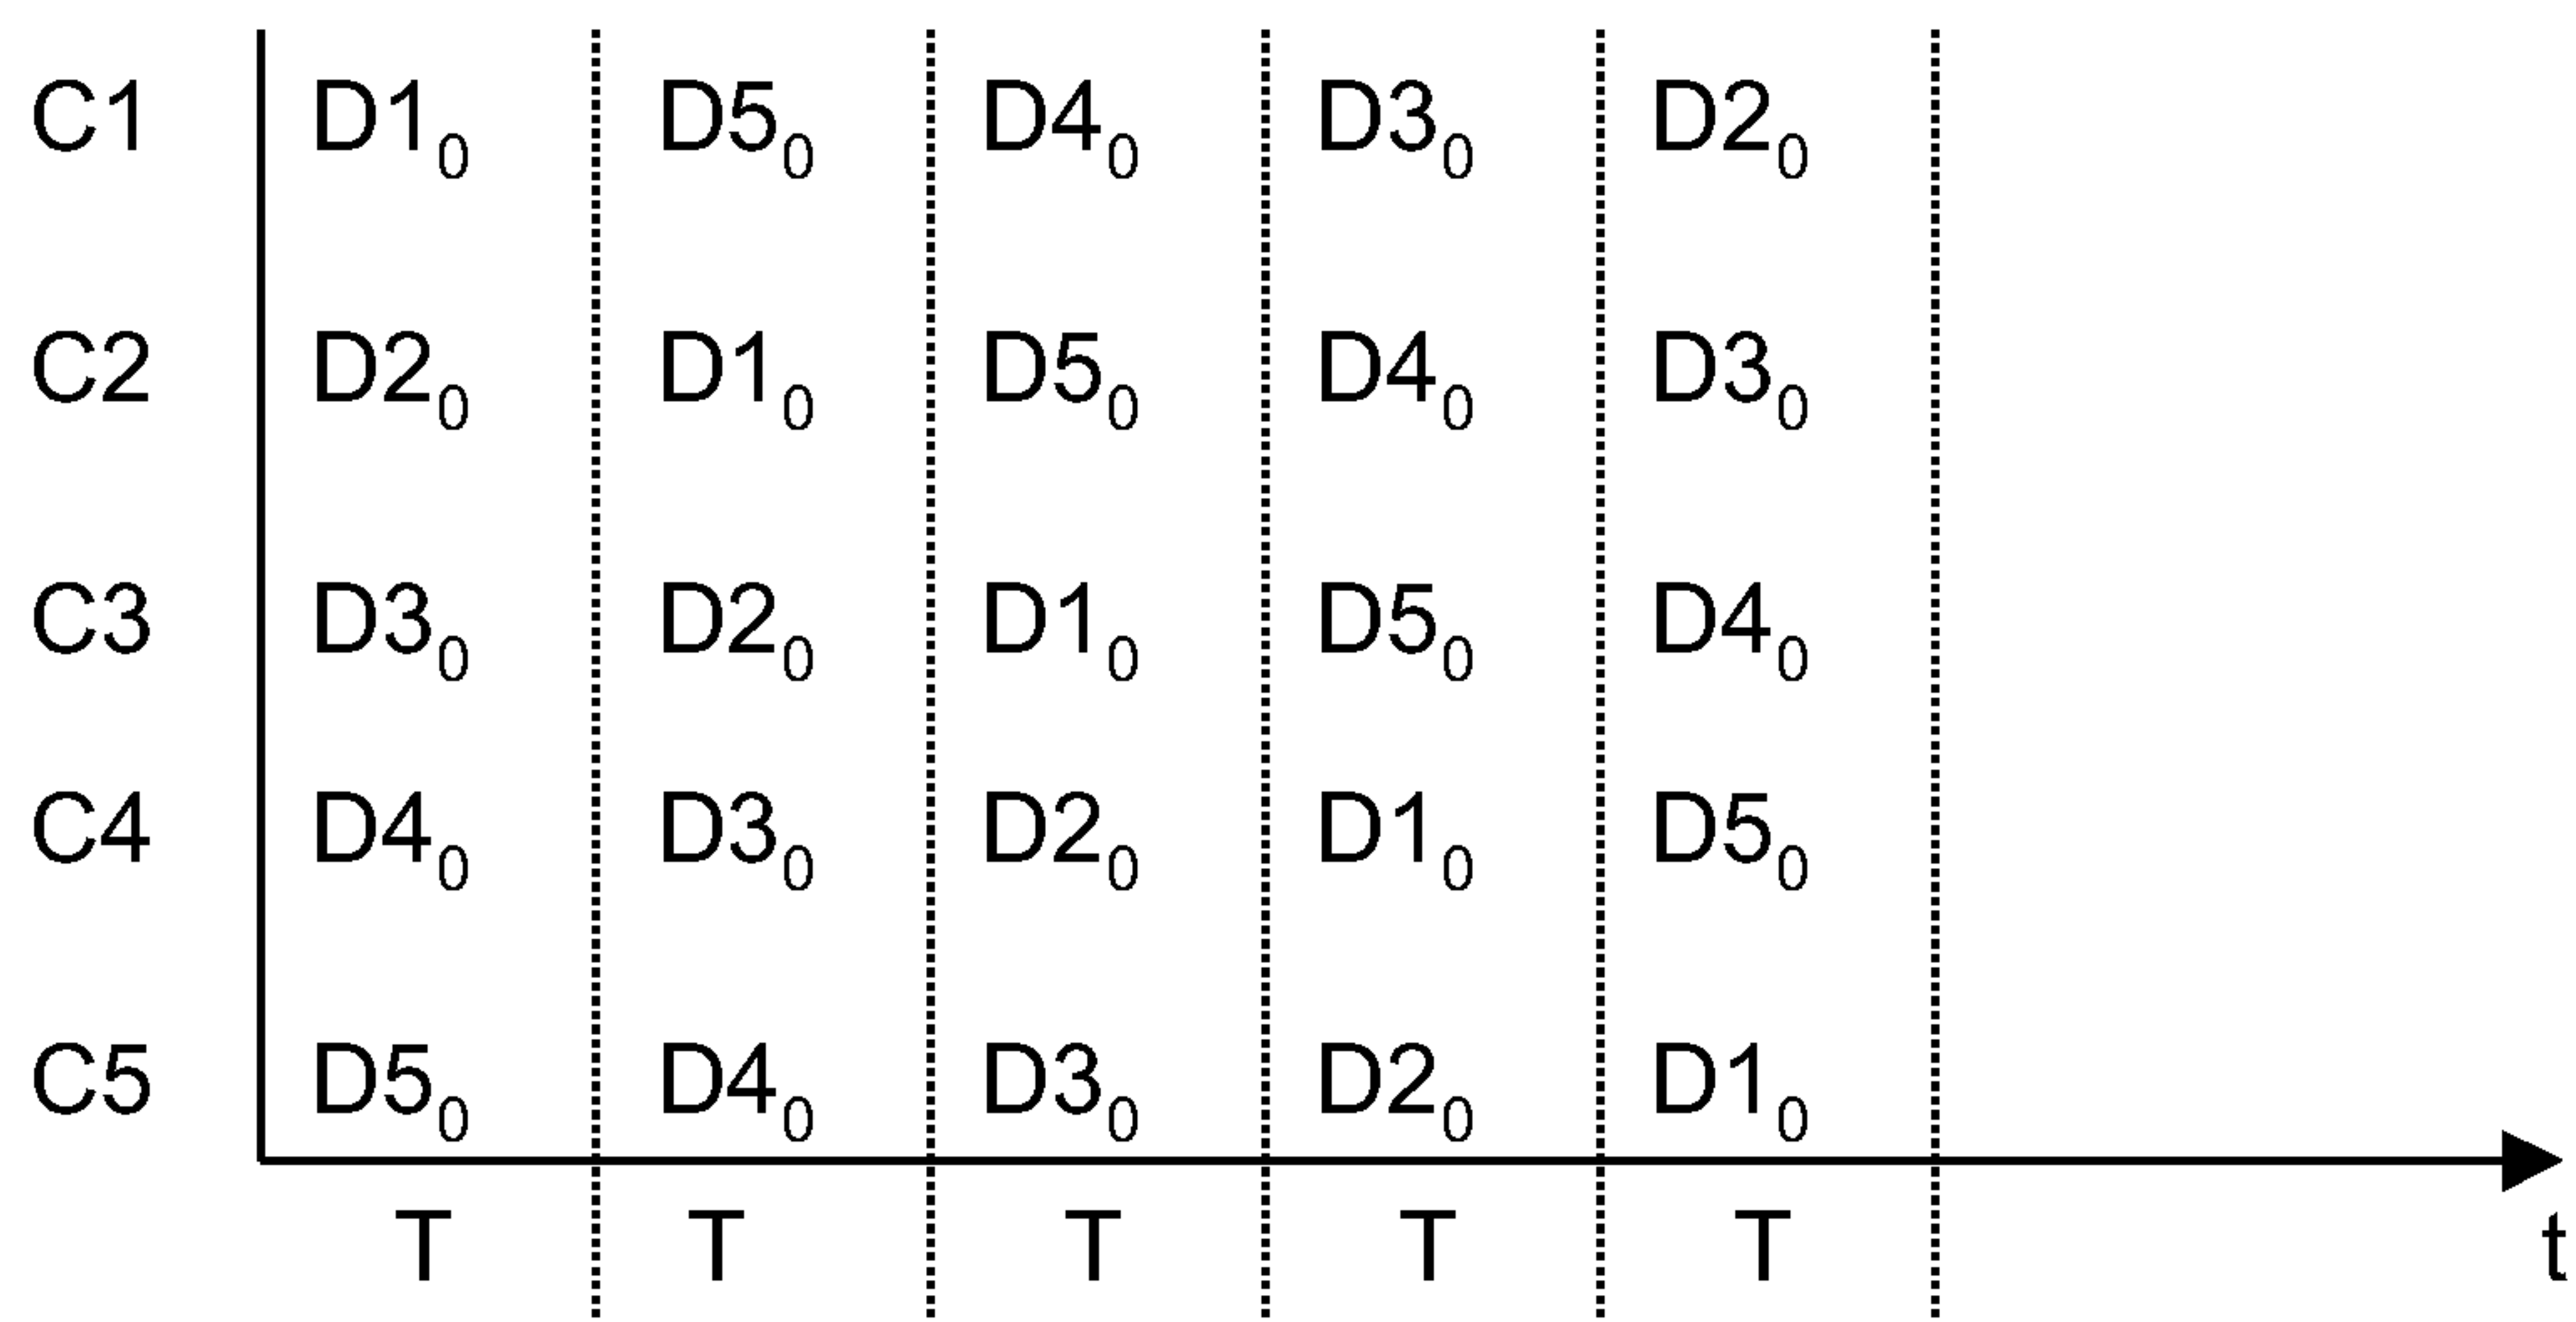 C1 D1₀ D5₀ D4₀ D3₀ D2₀
C2 D2₀ D1₀ D5₀ D4₀ D3₀
C3 D3₀ D2₀ D1₀ D5₀ D4₀
C4 D4₀ D3₀ D2₀ D1₀ D5₀
C5 D5₀ D4₀ D3₀ D2₀ D1₀
T T T T T t